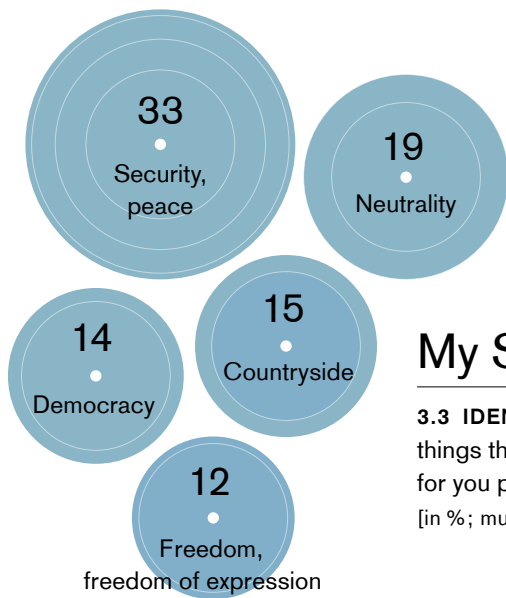 33
Security,
peace
19
Neutrality
15
Countryside
14
Democracy
12
Freedom,
freedom of expression
My S
3.3 IDEN
things th
for you p
[in %; mu